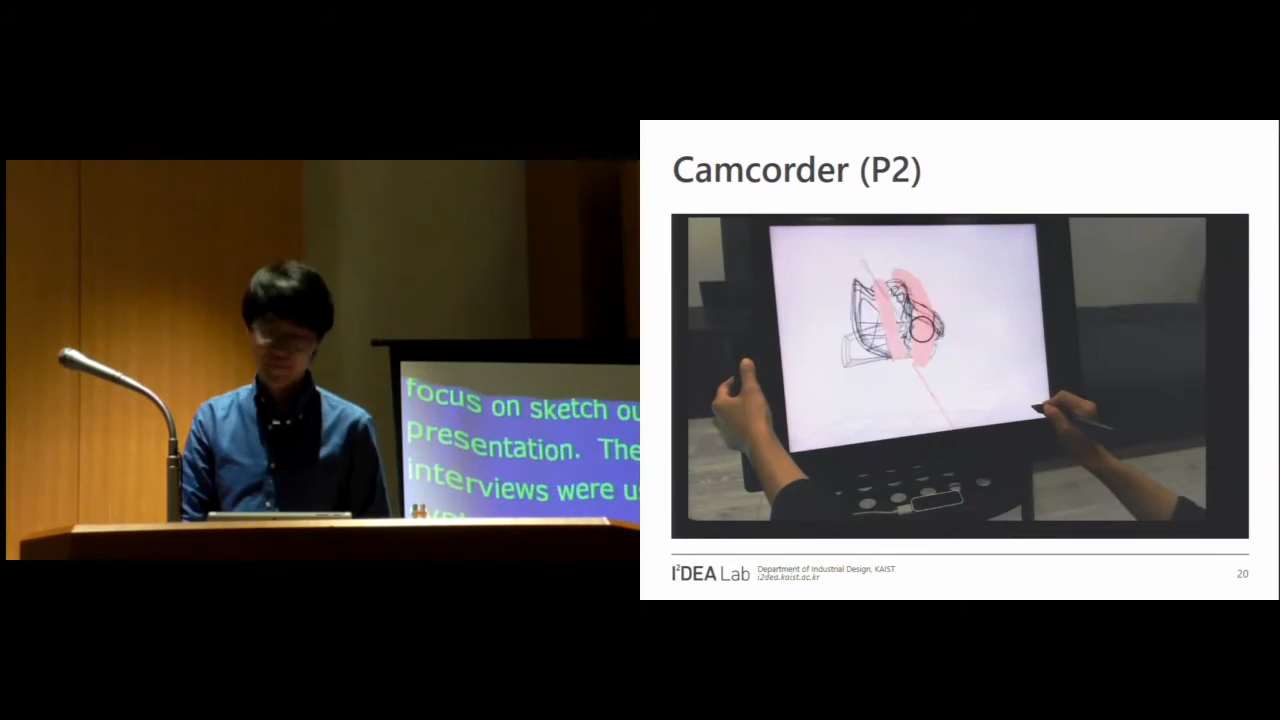 focus on sketch
presentation. The
interviews were
Camcorder (P2)
I²DEA Lab
Department of Industrial Design, KAIST
i2dea.kaist.ac.kr
20